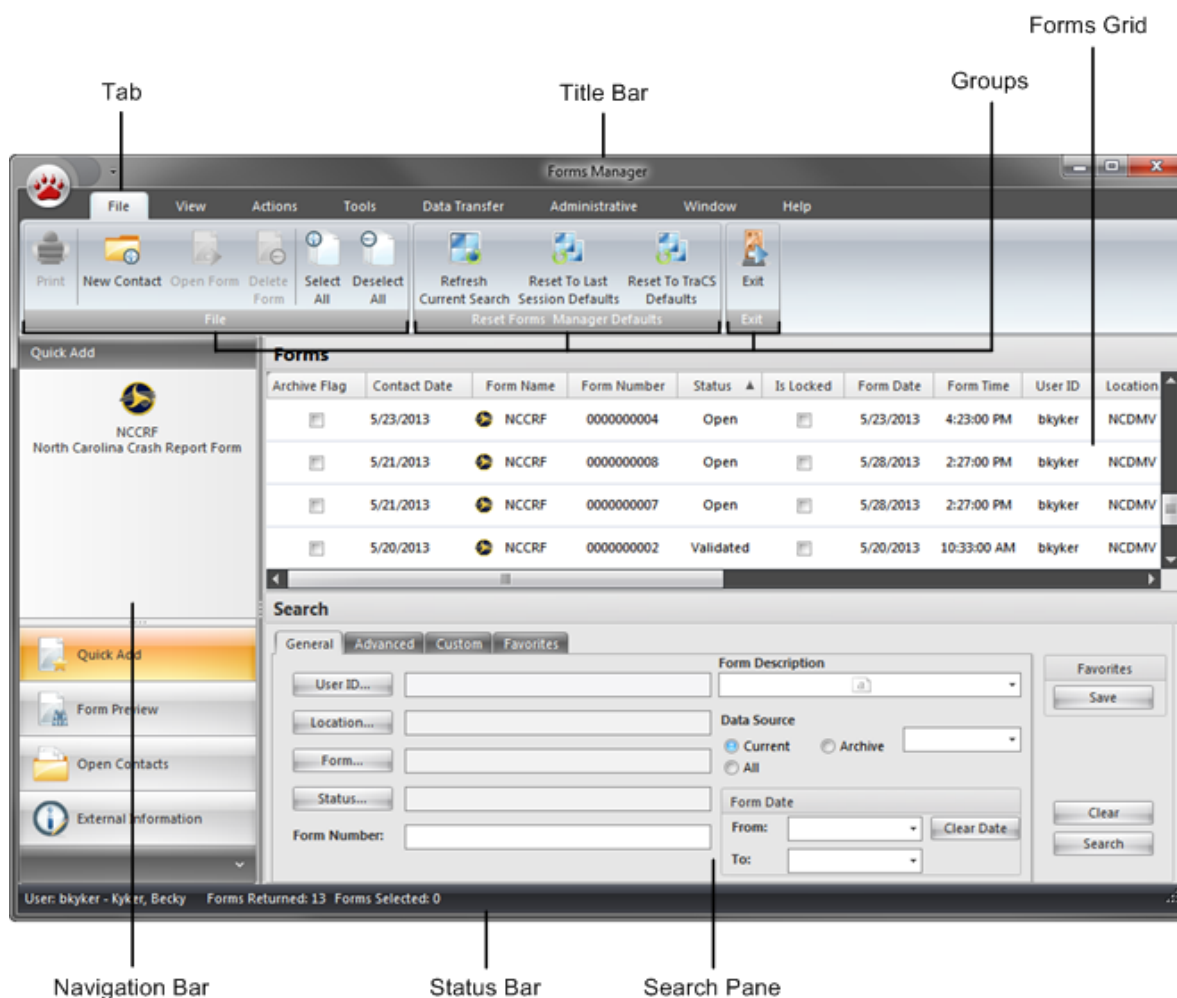 Forms Grid
Tab
Title Bar
Groups
Forms Manager
File View Actions Tools Data Transfer Administrative Window Help
Print New Contact Open Form Delete Form Select All Deselect All Refresh Current Search Reset To Last Session Defaults Reset To TraCS Defaults Exit
File Reset Forms Manager Defaults Exit
Quick Add
NCCRF
North Carolina Crash Report Form
Forms
Archive Flag Contact Date Form Name Form Number Status Is Locked Form Date Form Time User ID Location
5/23/2013 NCCRF 0000000004 Open 5/23/2013 4:23:00 PM bkyker NCDMV
5/21/2013 NCCRF 0000000008 Open 5/28/2013 2:27:00 PM bkyker NCDMV
5/21/2013 NCCRF 0000000007 Open 5/28/2013 2:27:00 PM bkyker NCDMV
5/20/2013 NCCRF 0000000002 Validated 5/20/2013 10:33:00 AM bkyker NCDMV
Quick Add
Form Preview
Open Contacts
External Information
Search
General Advanced Custom Favorites
User ID...
Location...
Form...
Status...
Form Number:
Form Description
a
Data Source
Current Archive
All
Form Date
From: Clear Date
To:
Favorites
Save
Clear
Search
User: bkyker - Kyker, Becky Forms Returned: 13 Forms Selected: 0
Navigation Bar
Status Bar
Search Pane